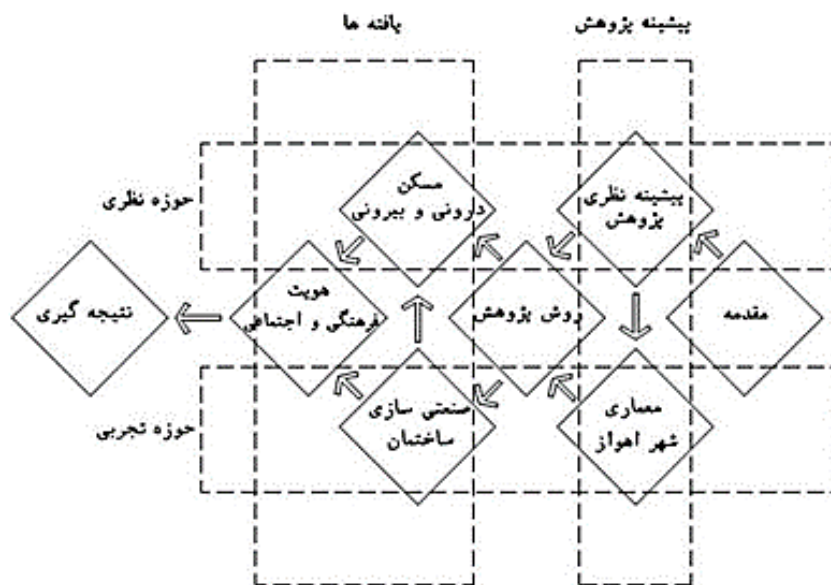 پیشینه پژوهش
یافته ها
حوزه نظری
پیشینه نظری
پژوهش
مسکن
درونی و بیرونی
مقدمه
روش پژوهش
هویت
فرهنگی و اجتماعی
نتیجه گیری
حوزه تجربی
معماری
شهر اهواز
صنعتی سازی
ساختمان